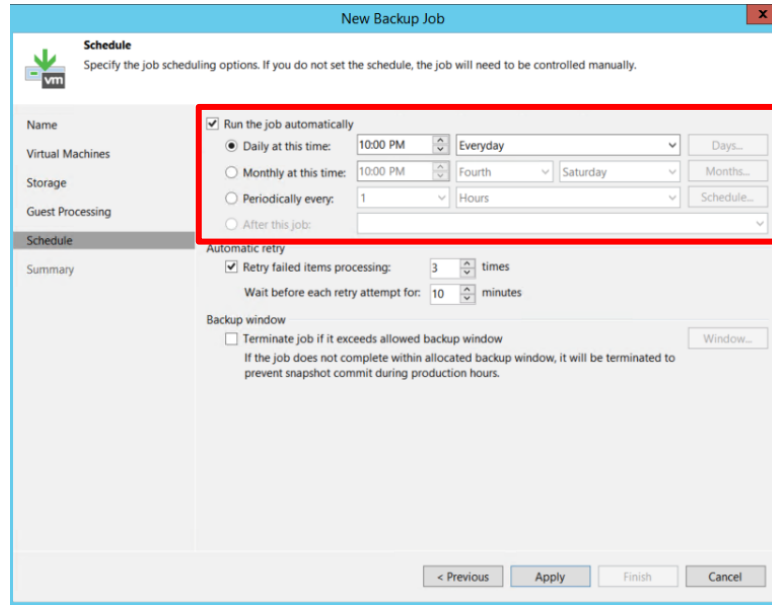 New Backup Job
x
Schedule
Specify the job scheduling options. If you do not set the schedule, the job will need to be controlled manually.
vm
Name
Virtual Machines
Storage
Guest Processing
Schedule
Summary
Run the job automatically
Daily at this time: 10:00 PM Everyday Days...
Monthly at this time: 10:00 PM Fourth Saturday Months...
Periodically every: 1 Hours Schedule...
After this job:
Automatic retry
Retry failed items processing: 3 times
Wait before each retry attempt for: 10 minutes
Backup window
Terminate job if it exceeds allowed backup window Window...
If the job does not complete within allocated backup window, it will be terminated to
prevent snapshot commit during production hours.
< Previous Apply Finish Cancel